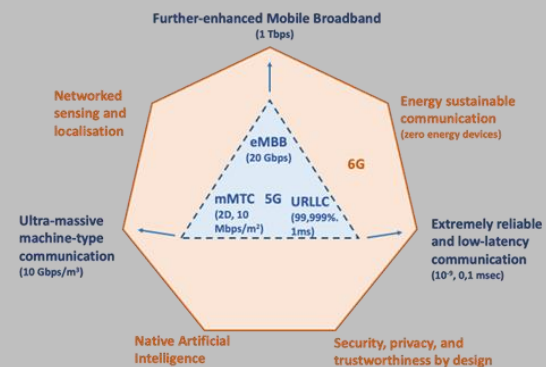 Further-enhanced Mobile Broadband
(1 Tbps)
Networked
sensing and
localisation
Energy sustainable
communication
(zero energy devices)
eMBB
(20 Gbps)
6G
mMTC
(2D, 10
Mbps/m²)
5G
URLLC
(99,999%.
1ms)
Ultra-massive
machine-type
communication
(10 Gbps/m³)
Extremely reliable
and low-latency
communication
(10⁻⁹, 0,1 msec)
Native Artificial
Intelligence
Security, privacy, and
trustworthiness by design